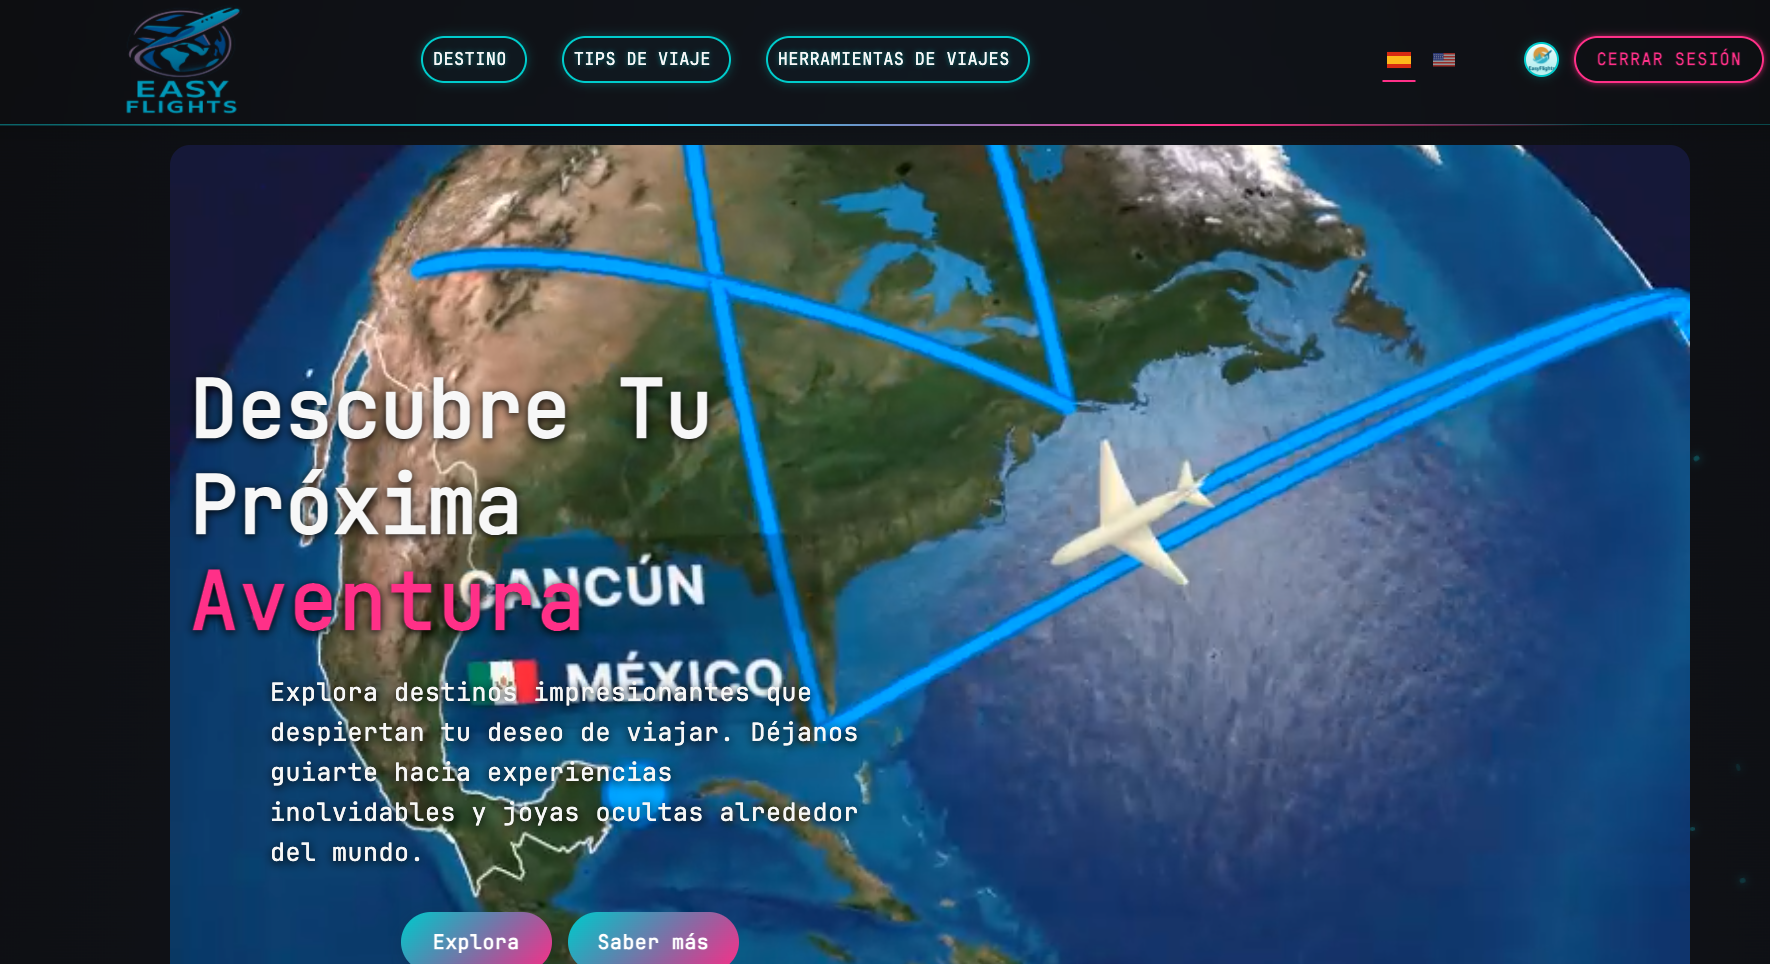 EASY
FLIGHTS
DESTINO
TIPS DE VIAJE
HERRAMIENTAS DE VIAJES
CERRAR SESIÓN
Descubre Tu
Próxima
Aventura
CANCÚN
MÉXICO
Explora destinos impresionantes que
despiertan tu deseo de viajar. Déjanos
guiarte hacia experiencias
inolvidables y joyas ocultas alrededor
del mundo.
Explora
Saber más